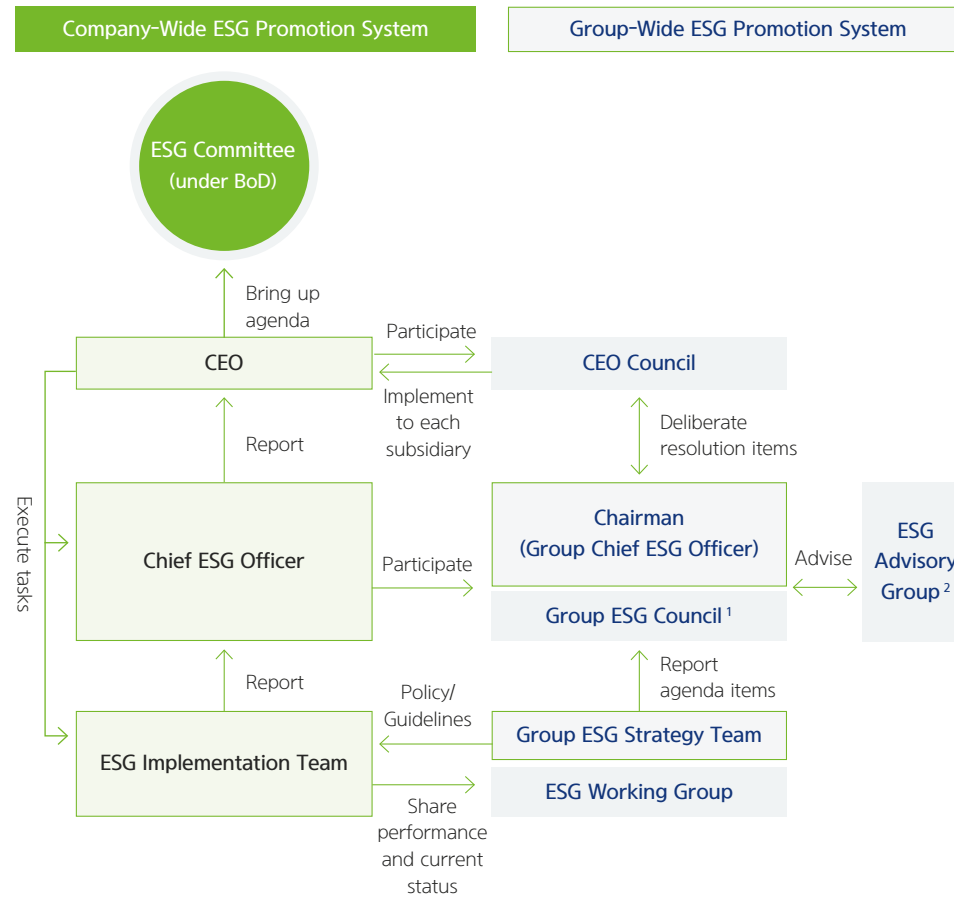 Company-Wide ESG Promotion System
Group-Wide ESG Promotion System
ESG Committee
(under BoD)
Bring up
agenda
Participate
CEO
CEO Council
Implement
to each
subsidiary
Report
Deliberate
resolution items
Execute tasks
Chief ESG Officer
Participate
Chairman
(Group Chief ESG Officer)
Group ESG Council 1
Advise
ESG
Advisory
Group 2
Report
Policy/
Guidelines
Report
agenda items
ESG Implementation Team
Group ESG Strategy Team
ESG Working Group
Share
performance
and current
status